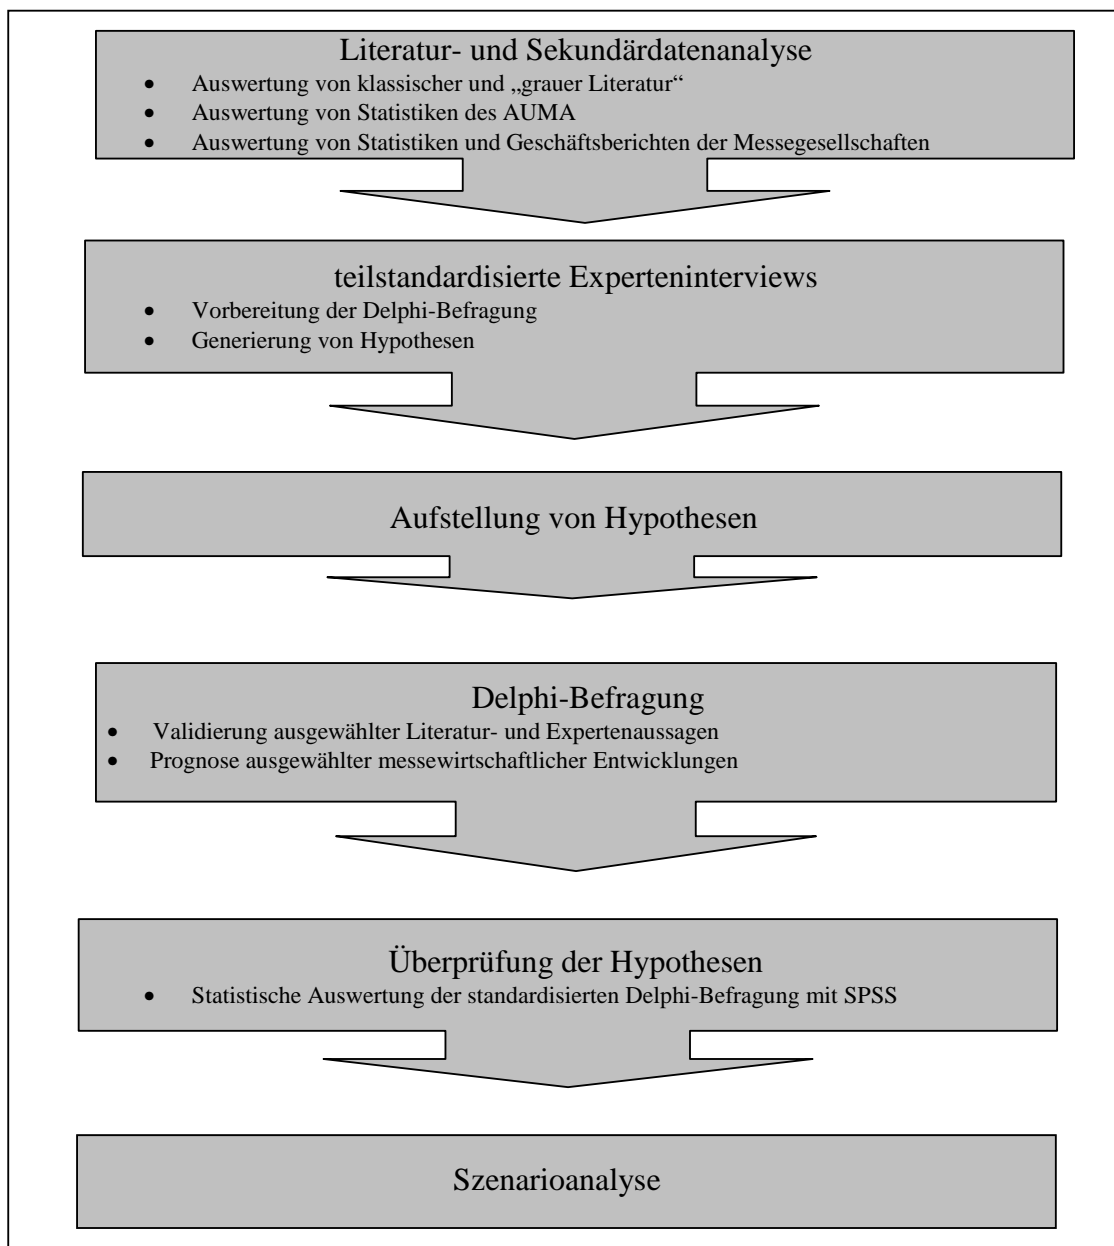 Literatur- und Sekundärdatenanalyse
• Auswertung von klassischer und „grauer Literatur“
• Auswertung von Statistiken des AUMA
• Auswertung von Statistiken und Geschäftsberichten der Messegesellschaften
teilstandardisierte Experteninterviews
• Vorbereitung der Delphi-Befragung
• Generierung von Hypothesen
Aufstellung von Hypothesen
Delphi-Befragung
• Validierung ausgewählter Literatur- und Expertenaussagen
• Prognose ausgewählter messewirtschaftlicher Entwicklungen
Überprüfung der Hypothesen
• Statistische Auswertung der standardisierten Delphi-Befragung mit SPSS
Szenarioanalyse